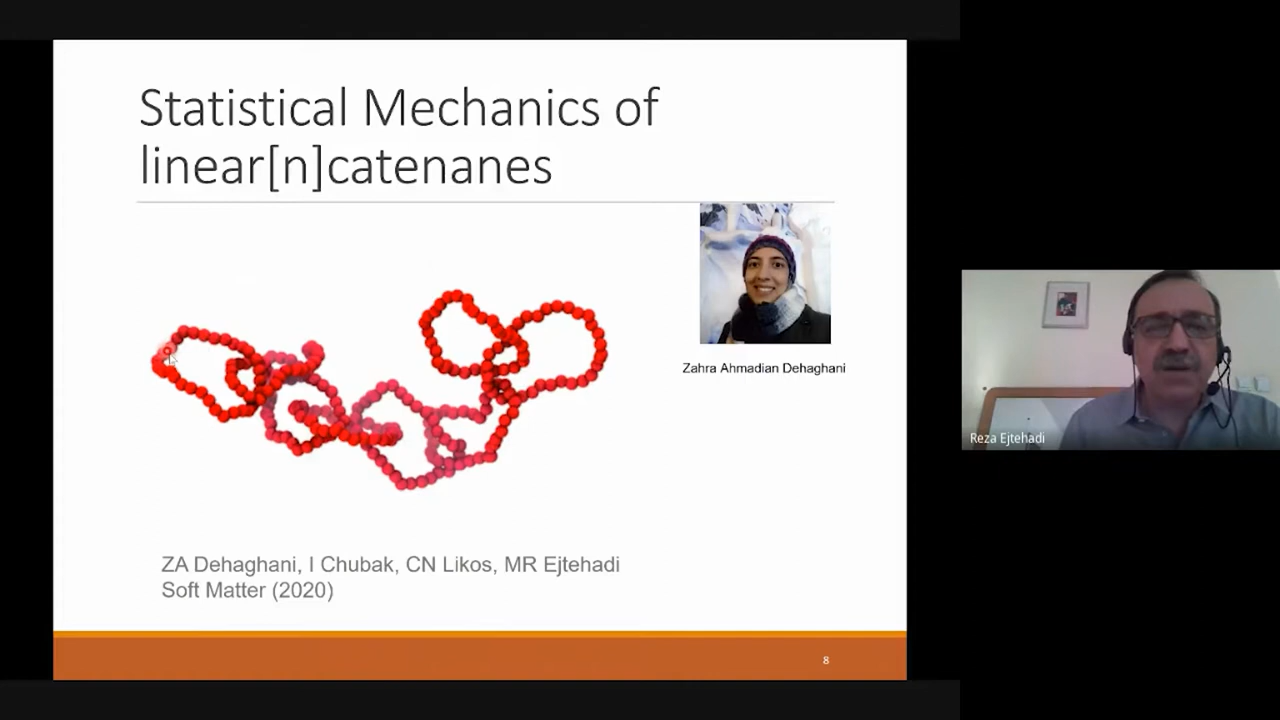 Statistical Mechanics of
linear[n]catenanes
Zahra Ahmadian Dehaghani
Reza Ejtehadi
ZA Dehaghani, I Chubak, CN Likos, MR Ejtehadi
Soft Matter (2020)
8